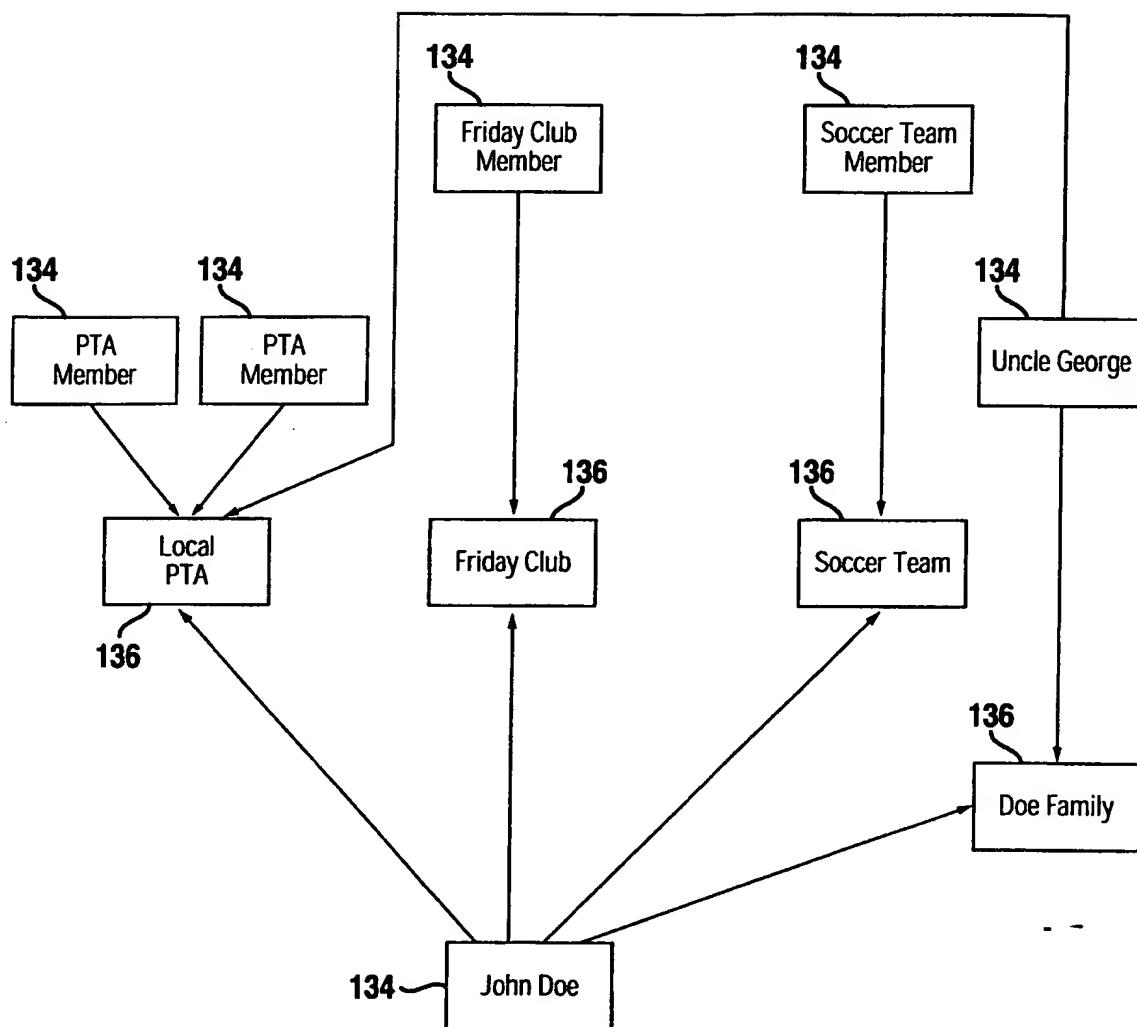 134
134
Friday Club
Member
Soccer Team
Member
134
134
134
PTA
Member
PTA
Member
Uncle George
136
136
Local
PTA
Friday Club
Soccer Team
136
136
Doe Family
134
John Doe